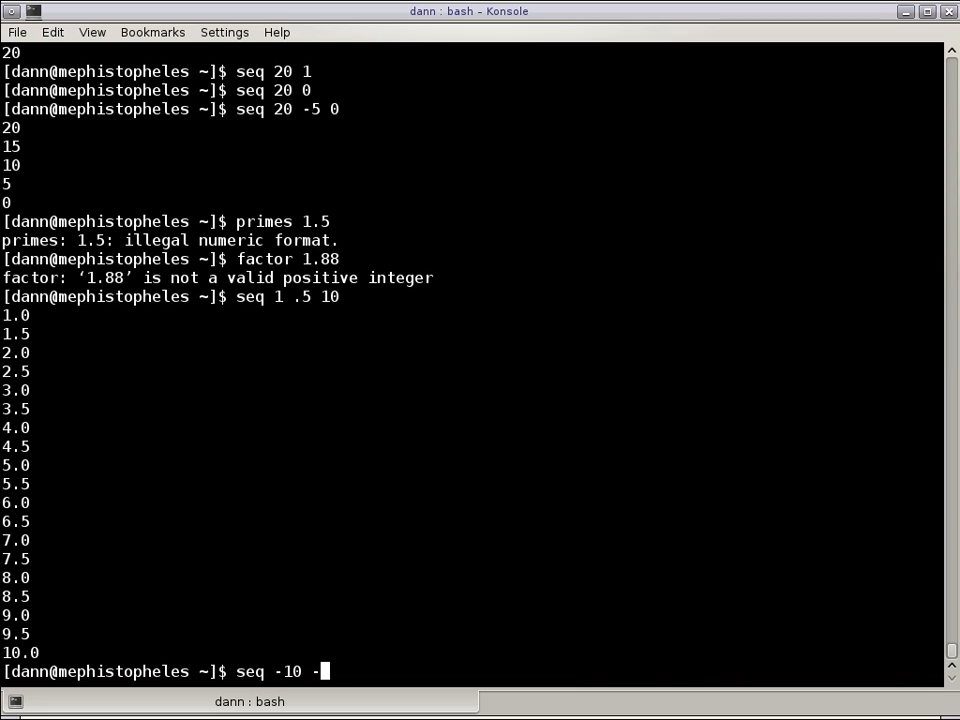 dann : bash - Konsole
File Edit View Bookmarks Settings Help
20
[dann@mephistopheles ~]$ seq 20 1
[dann@mephistopheles ~]$ seq 20 0
[dann@mephistopheles ~]$ seq 20 -5 0
20
15
10
5
0
[dann@mephistopheles ~]$ primes 1.5
primes: 1.5: illegal numeric format.
[dann@mephistopheles ~]$ factor 1.88
factor: ‘1.88’ is not a valid positive integer
[dann@mephistopheles ~]$ seq 1 .5 10
1.0
1.5
2.0
2.5
3.0
3.5
4.0
4.5
5.0
5.5
6.0
6.5
7.0
7.5
8.0
8.5
9.0
9.5
10.0
[dann@mephistopheles ~]$ seq -10 -
dann : bash